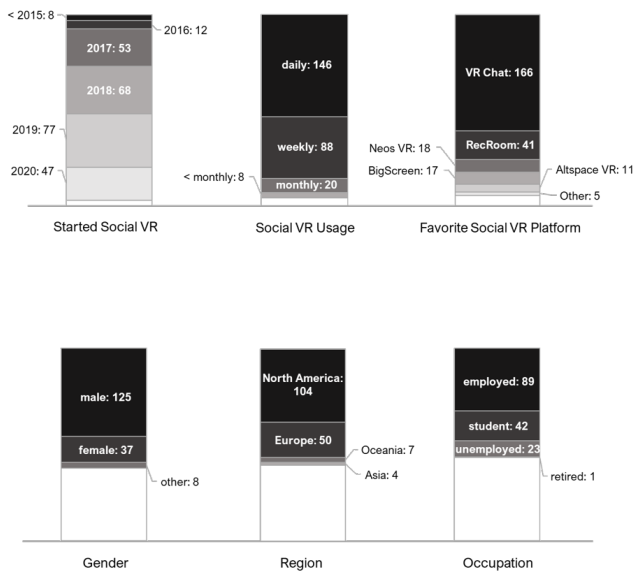 < 2015: 8
2016: 12
2017: 53
2018: 68
2019: 77
2020: 47
Started Social VR
daily: 146
weekly: 88
< monthly: 8
monthly: 20
Social VR Usage
VR Chat: 166
RecRoom: 41
Neos VR: 18
BigScreen: 17
Altspace VR: 11
Other: 5
Favorite Social VR Platform
male: 125
female: 37
other: 8
Gender
North America:
104
Europe: 50
Oceania: 7
Asia: 4
Region
employed: 89
student: 42
unemployed: 23
retired: 1
Occupation